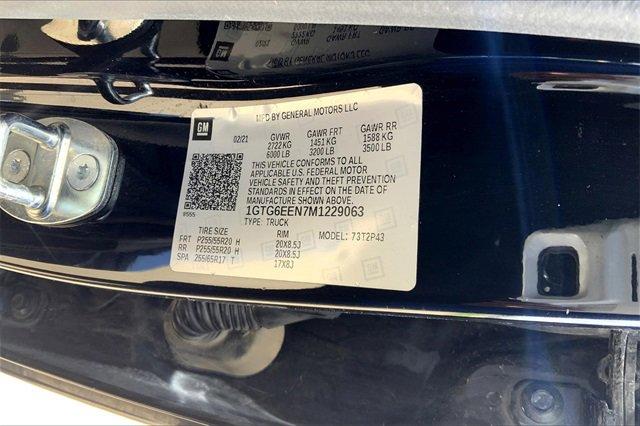 MFD BY GENERAL MOTORS LLC
GM
02/21
GVWR GAWR FRT GAWR RR
2722 KG 1451 KG 1588 KG
6000 LB 3200 LB 3500 LB
THIS VEHICLE CONFORMS TO ALL
APPLICABLE U.S. FEDERAL MOTOR
VEHICLE SAFETY AND THEFT PREVENTION
STANDARDS IN EFFECT ON THE DATE OF
MANUFACTURE SHOWN ABOVE.
1GTG6EEN7M1229063
TYPE: TRUCK
TIRE SIZE RIM MODEL: 73T2P43
FRT P255/55R20 H 20X8.5J
RR P255/55R20 H 20X8.5J
SPA 255/65R17 T 17X8J